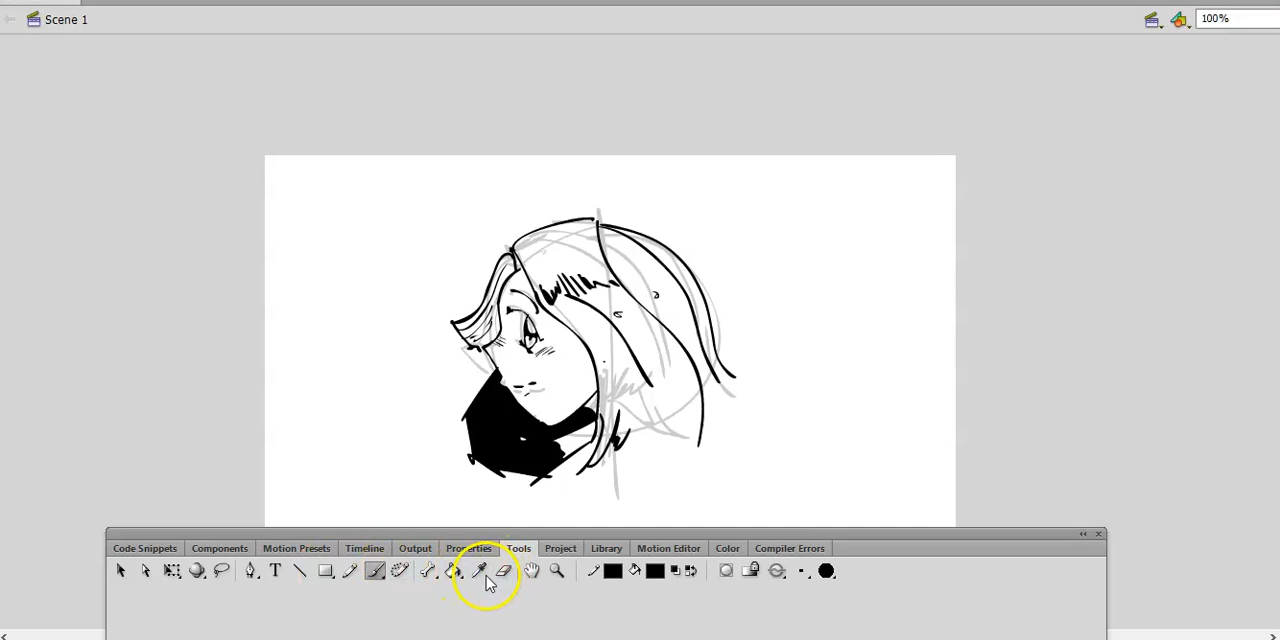 Scene 1
100%
Code Snippets Components Motion Presets Timeline Output Properties Tools Project Library Motion Editor Color Compiler Errors